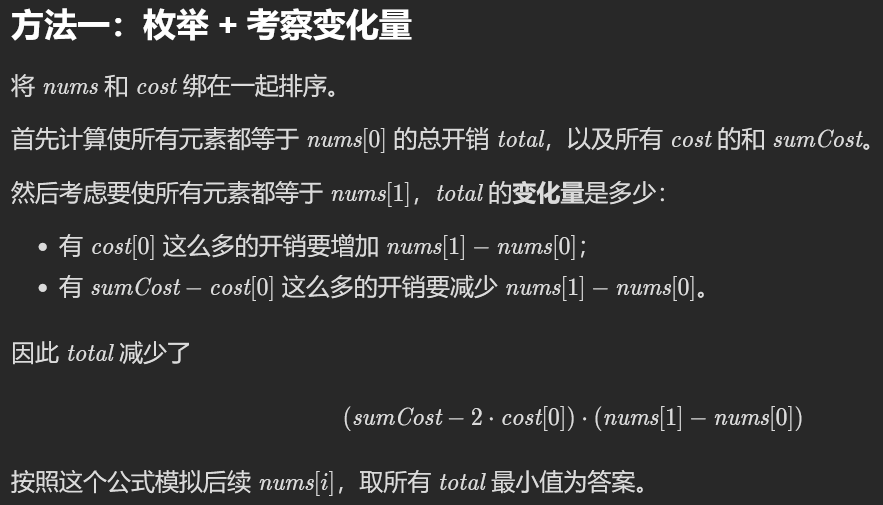 方法一：枚举 + 考察变化量
将 nums 和 cost 绑在一起排序。
首先计算使所有元素都等于 nums[0] 的总开销 total，以及所有 cost 的和 sumCost。
然后考虑要使所有元素都等于 nums[1]，total 的变化量是多少：
• 有 cost[0] 这么多的开销要增加 nums[1] − nums[0]；
• 有 sumCost − cost[0] 这么多的开销要减少 nums[1] − nums[0]。
因此 total 减少了
(sumCost − 2 · cost[0]) · (nums[1] − nums[0])
按照这个公式模拟后续 nums[i]，取所有 total 最小值为答案。